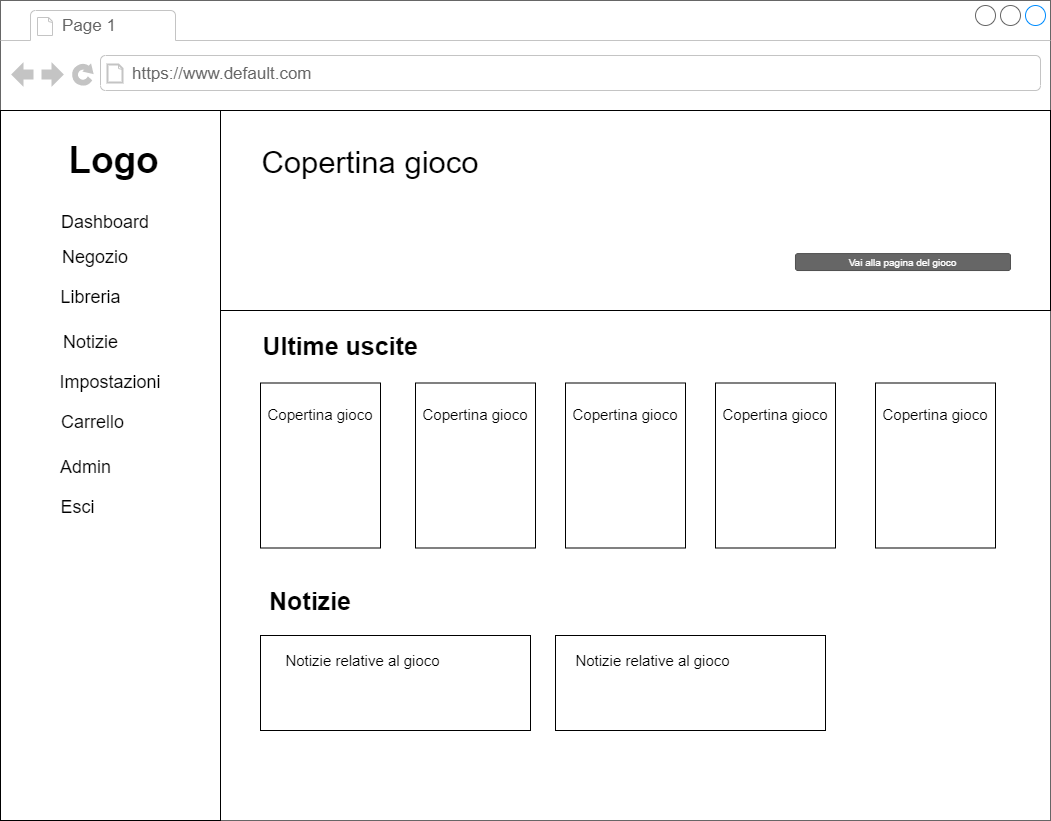 Page 1
https://www.default.com
Logo
Dashboard
Negozio
Libreria
Notizie
Impostazioni
Carrello
Admin
Esci
Copertina gioco
Vai alla pagina del gioco
Ultime uscite
Copertina gioco
Copertina gioco
Copertina gioco
Copertina gioco
Copertina gioco
Notizie
Notizie relative al gioco
Notizie relative al gioco